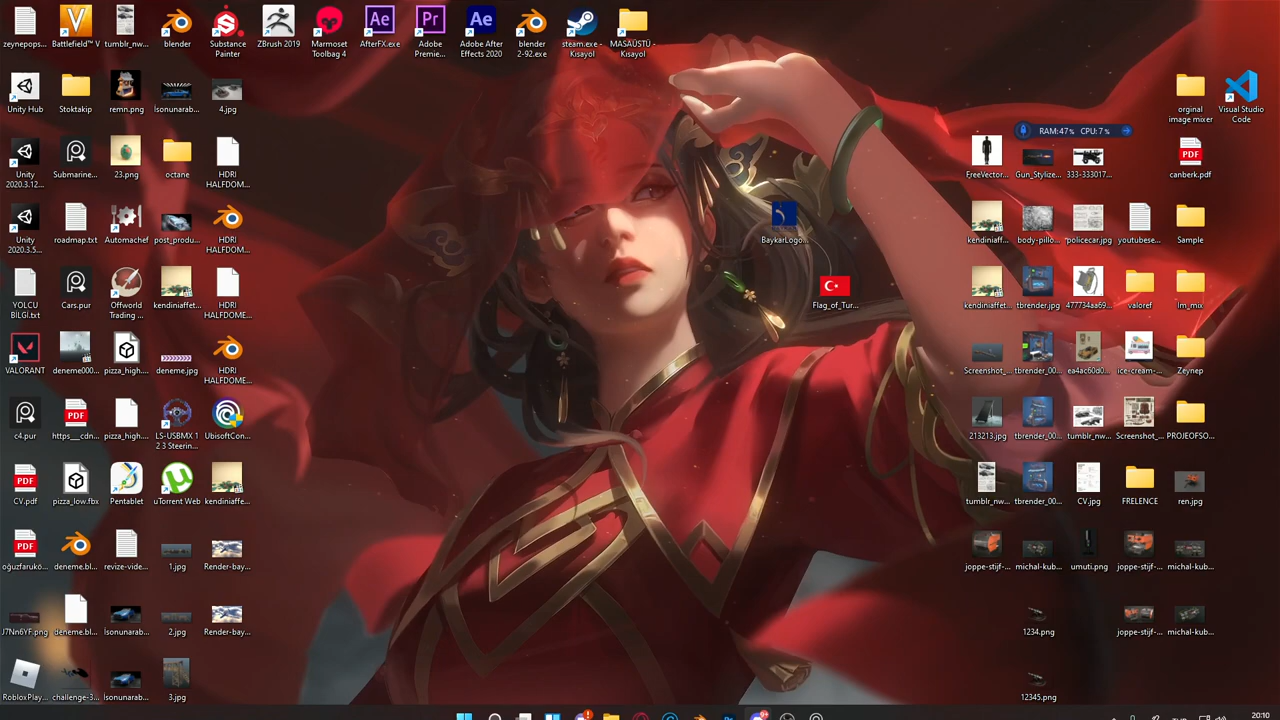 zeynepops...
Battlefield™ V
tumblr_nw...
blender
Substance
Painter
ZBrush 2019
Marmoset
Toolbag 4
AfterFX.exe
Adobe
Premie...
Adobe After
Effects 2020
blender
2-92.exe
steam.exe -
Kısayol
MASAÜSTÜ -
Kısayol
Unity Hub
Stoktakip
remn.png
Isonunarab...
4.jpg
orginal
image mixer
Visual Studio
Code
RAM:47% CPU: 7%
Unity
2020.3.12...
Submarine...
23.png
octane
HDRI
HALFDOM...
FreeVector...
Gun_Stylize...
333-333017...
canberk.pdf
Unity
2020.3.5...
roadmap.txt
Automachef
post_produ...
HDRI
HALFDOM...
BaykarLogo...
kendiniaff...
body-pillo...
policecar.jpg
youtubese...
Sample
YOLCU
BİLGİ.txt
Cars.pur
Offworld
Trading ...
kendiniaffet...
HDRI
HALFDOME...
Flag_of_Tur...
kendiniaffet...
tbrender.jpg
477734aa69...
valoref
Im_mix
VALORANT
deneme000...
pizza_high...
deneme.jpg
HDRI
HALFDOME...
Screenshot_...
tbrender_00...
ea4ac60d0...
ice-cream-...
Zeynep
c4.pur
https__cdn...
pizza_high...
LS-USBMX 1
2 3 Steerin...
UbisoftCon...
213213.jpg
tbrender_00...
tumblr_nw...
Screenshot_...
PROJEOFSO...
CV.pdf
pizza_low.fbx
Pentablet
uTorrent Web
kendiniaffe...
tumblr_nw...
tbrender_00...
CV.jpg
FRELENCE
ren.jpg
oğuzfarukö...
deneme.bl...
revize-vide...
1.jpg
Render-bay...
joppe-stijf-...
michal-kub...
umuti.png
joppe-stijf-...
michal-kub...
J7Nn6YF.png
deneme.bl...
Isonunarab...
2.jpg
Render-bay...
1234.png
joppe-stijf-...
michal-kub...
RobloxPlay...
challenge-3...
Isonunarab...
3.jpg
12345.png
20:10